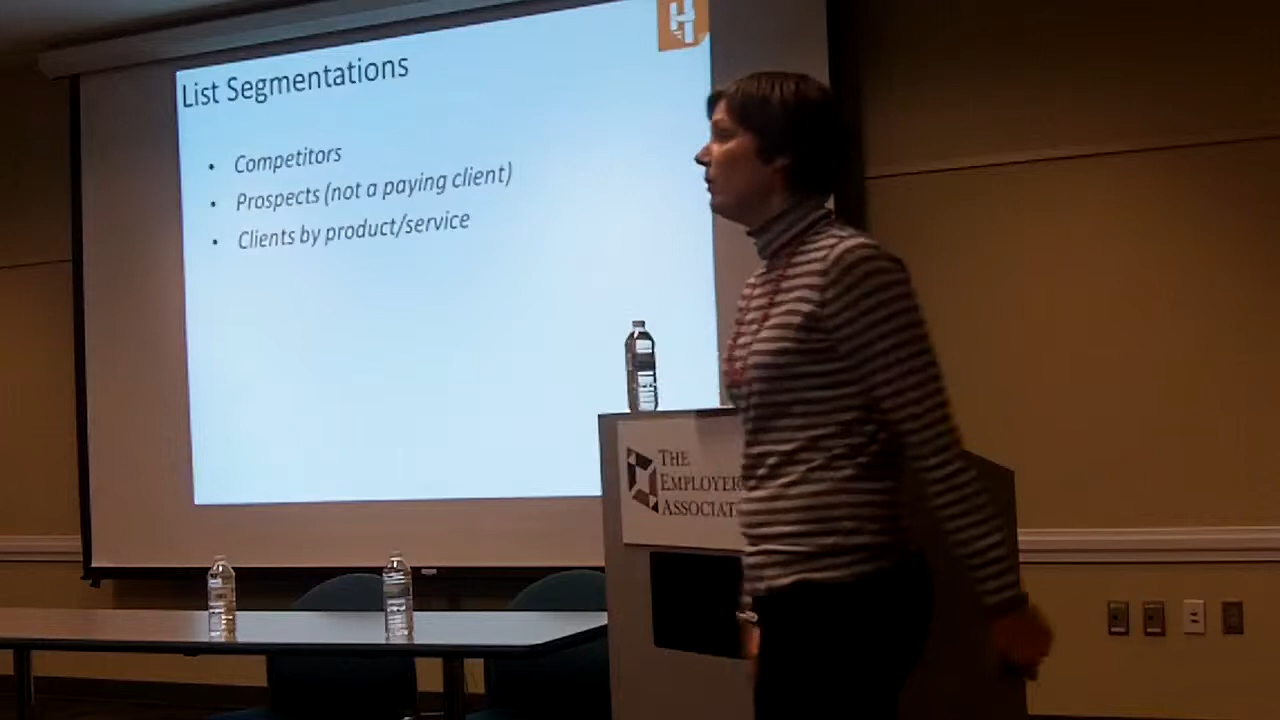 List Segmentations
• Competitors
• Prospects (not a paying client)
• Clients by product/service
H
THE
EMPLOYER
ASSOCIAT